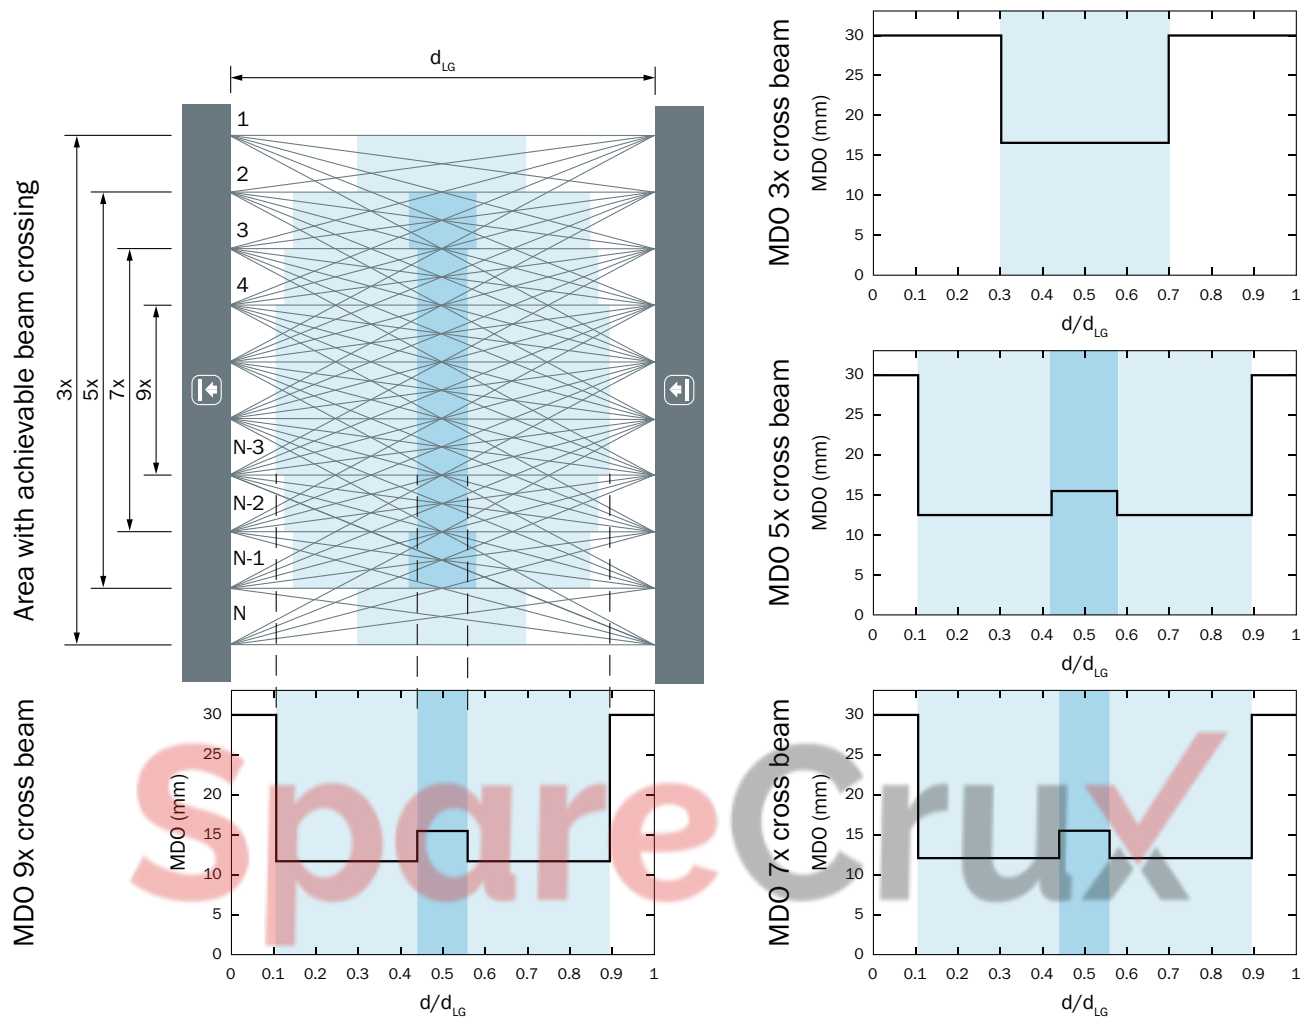 d_LG
Area with achievable beam crossing
3x
5x
7x
9x
1
2
3
4
N-3
N-2
N-1
N
MDO 3x cross beam
MDO (mm)
30
25
20
15
10
5
0
0 0.1 0.2 0.3 0.4 0.5 0.6 0.7 0.8 0.9 1
d/d_LG
MDO 5x cross beam
MDO (mm)
30
25
20
15
10
5
0
0 0.1 0.2 0.3 0.4 0.5 0.6 0.7 0.8 0.9 1
d/d_LG
MDO 9x cross beam
MDO (mm)
30
25
20
15
10
5
0
0 0.1 0.2 0.3 0.4 0.5 0.6 0.7 0.8 0.9 1
d/d_LG
MDO 7x cross beam
MDO (mm)
30
25
20
15
10
5
0
0 0.1 0.2 0.3 0.4 0.5 0.6 0.7 0.8 0.9 1
d/d_LG
SpareCrux